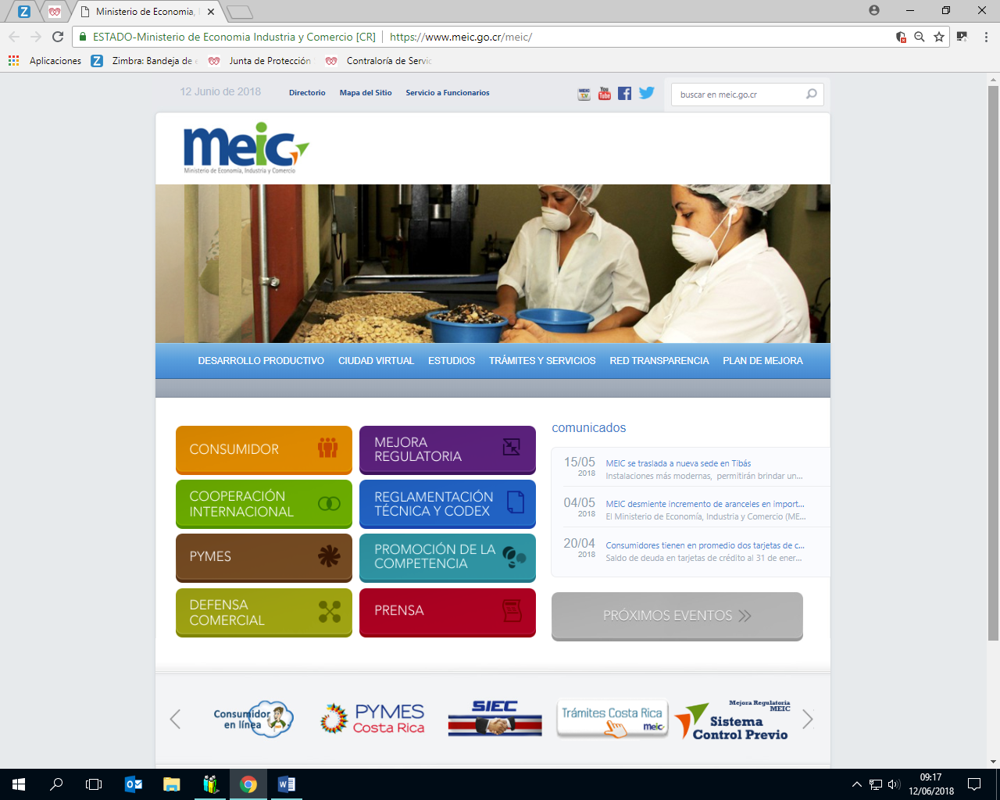 Ministerio de Economia,
ESTADO-Ministerio de Economia Industria y Comercio [CR]
https://www.meic.go.cr/meic/
Aplicaciones
Zimbra: Bandeja de e
Junta de Protección
Contraloría de Servic
12 Junio de 2018
Directorio
Mapa del Sitio
Servicio a Funcionarios
MEIC TV
You Tube
buscar en meic.go.cr
meic
Ministerio de Economía, Industria y Comercio
DESARROLLO PRODUCTIVO
CIUDAD VIRTUAL
ESTUDIOS
TRÁMITES Y SERVICIOS
RED TRANSPARENCIA
PLAN DE MEJORA
CONSUMIDOR
MEJORA
REGULATORIA
COOPERACIÓN
INTERNACIONAL
REGLAMENTACIÓN
TÉCNICA Y CODEX
PYMES
PROMOCIÓN DE LA
COMPETENCIA
DEFENSA
COMERCIAL
PRENSA
comunicados
15/05
2018
MEIC se traslada a nueva sede en Tibás
Instalaciones más modernas, permitirán brindar un...
04/05
2018
MEIC desmiente incremento de aranceles en import...
El Ministerio de Economía, Industria y Comercio (ME...
20/04
2018
Consumidores tienen en promedio dos tarjetas de c...
Saldo de deuda en tarjetas de crédito al 31 de ener...
PRÓXIMOS EVENTOS
Consumidor
en línea
PYMES
Costa Rica
SIEC
Trámites Costa Rica
meic
Mejora Regulatoria
MEIC
Sistema
Control Previo
09:17
12/06/2018